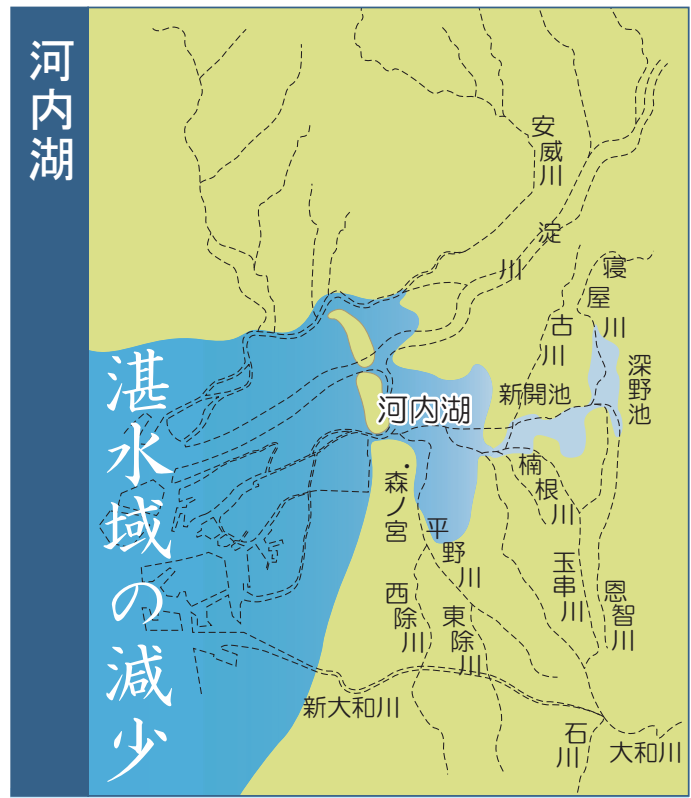 河内湖
湛水域の減少
安威川
淀川
寝屋川
古川
深野池
新開池
河内湖
楠根川
森ノ宮
平野川
玉串川
恩智川
西除川
東除川
新大和川
石川
大和川